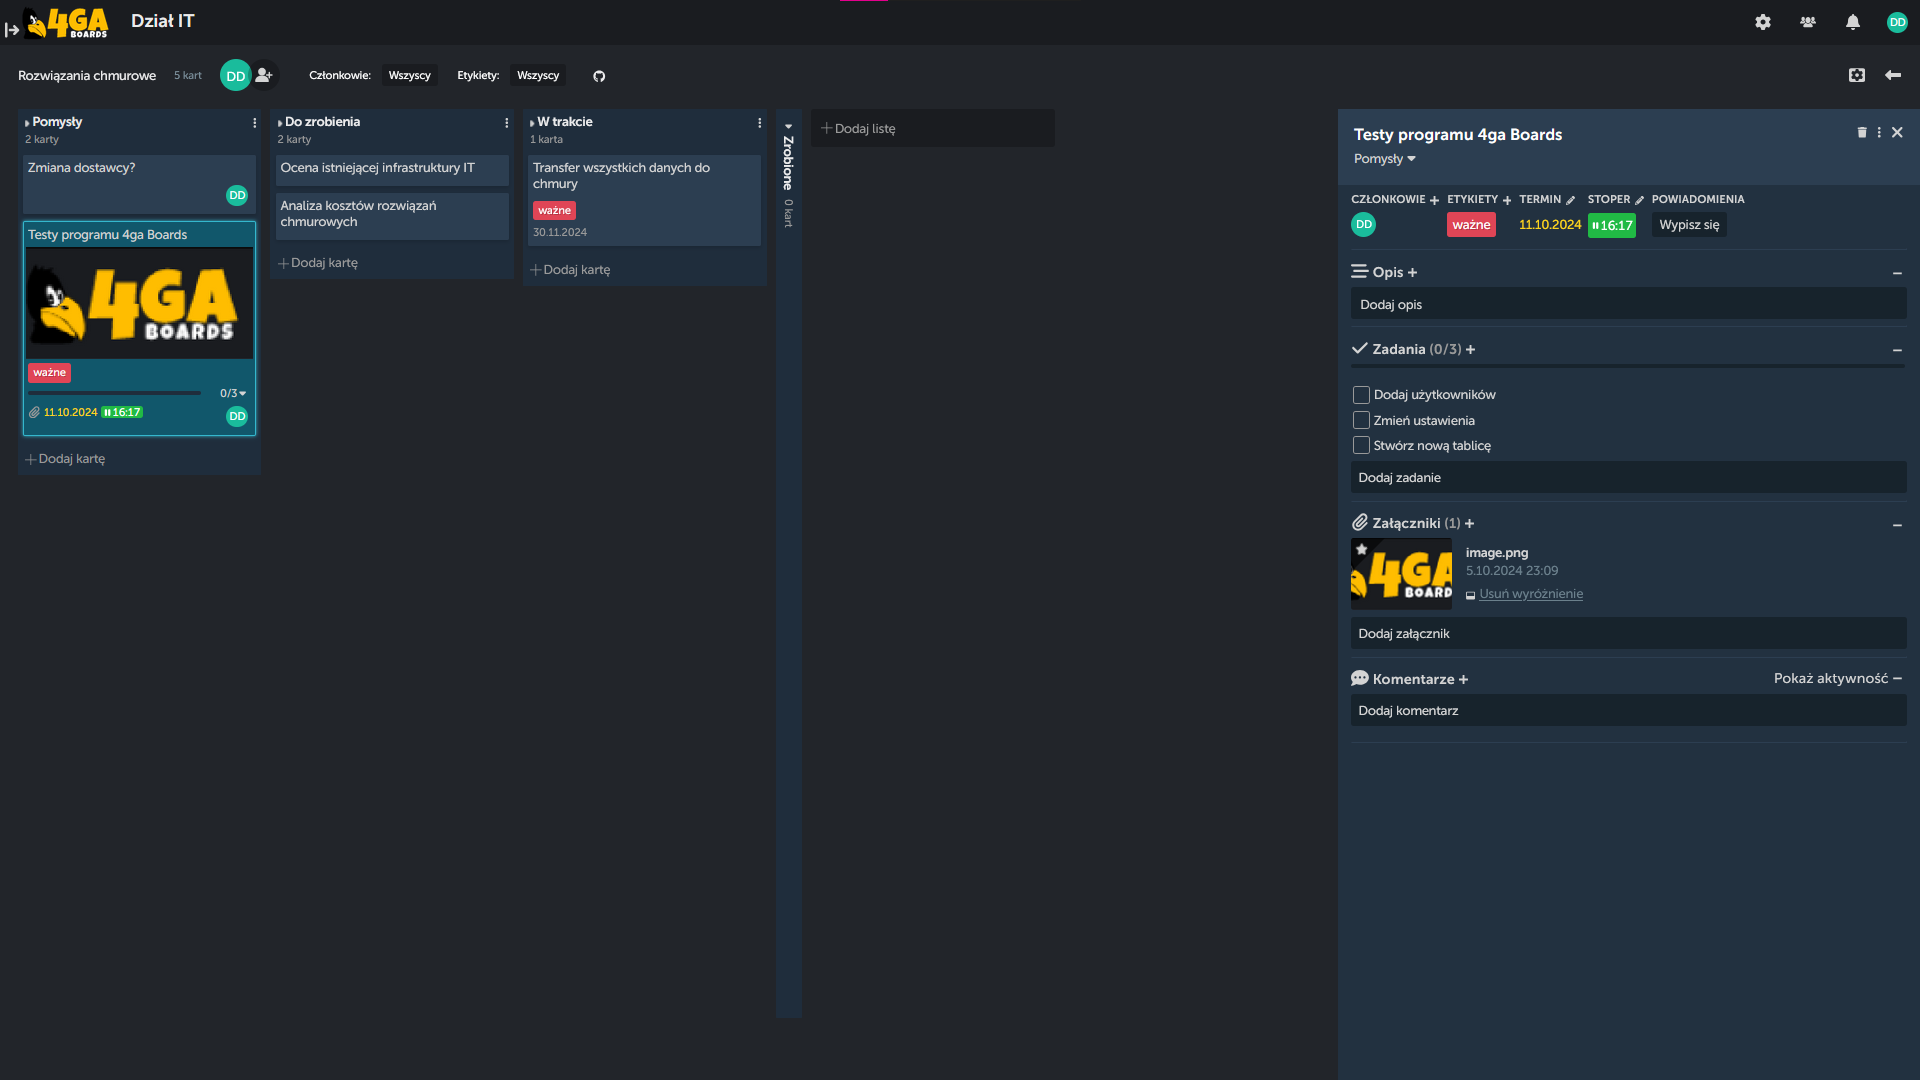 4GA BOARDS
Dział IT
DD
Rozwiązania chmurowe
5 kart
DD
Członkowie:
Wszyscy
Etykiety:
Wszyscy
Pomysły
2 karty
Zmiana dostawcy?
DD
Testy programu 4ga Boards
4GA
BOARDS
ważne
0/3
11.10.2024
16:17
DD
Dodaj kartę
Do zrobienia
2 karty
Ocena istniejącej infrastruktury IT
Analiza kosztów rozwiązań
chmurowych
Dodaj kartę
W trakcie
1 karta
Transfer wszystkich danych do
chmury
ważne
30.11.2024
Dodaj kartę
Zrobione 0 kart
Dodaj listę
Testy programu 4ga Boards
Pomysły
CZŁONKOWIE
ETYKIETY
TERMIN
STOPER
POWIADOMIENIA
DD
ważne
11.10.2024
16:17
Wypisz się
Opis
Dodaj opis
Zadania (0/3)
Dodaj użytkowników
Zmień ustawienia
Stwórz nową tablicę
Dodaj zadanie
Załączniki (1)
4GA
BOARDS
image.png
5.10.2024 23:09
Usuń wyróżnienie
Dodaj załącznik
Komentarze
Pokaż aktywność
Dodaj komentarz